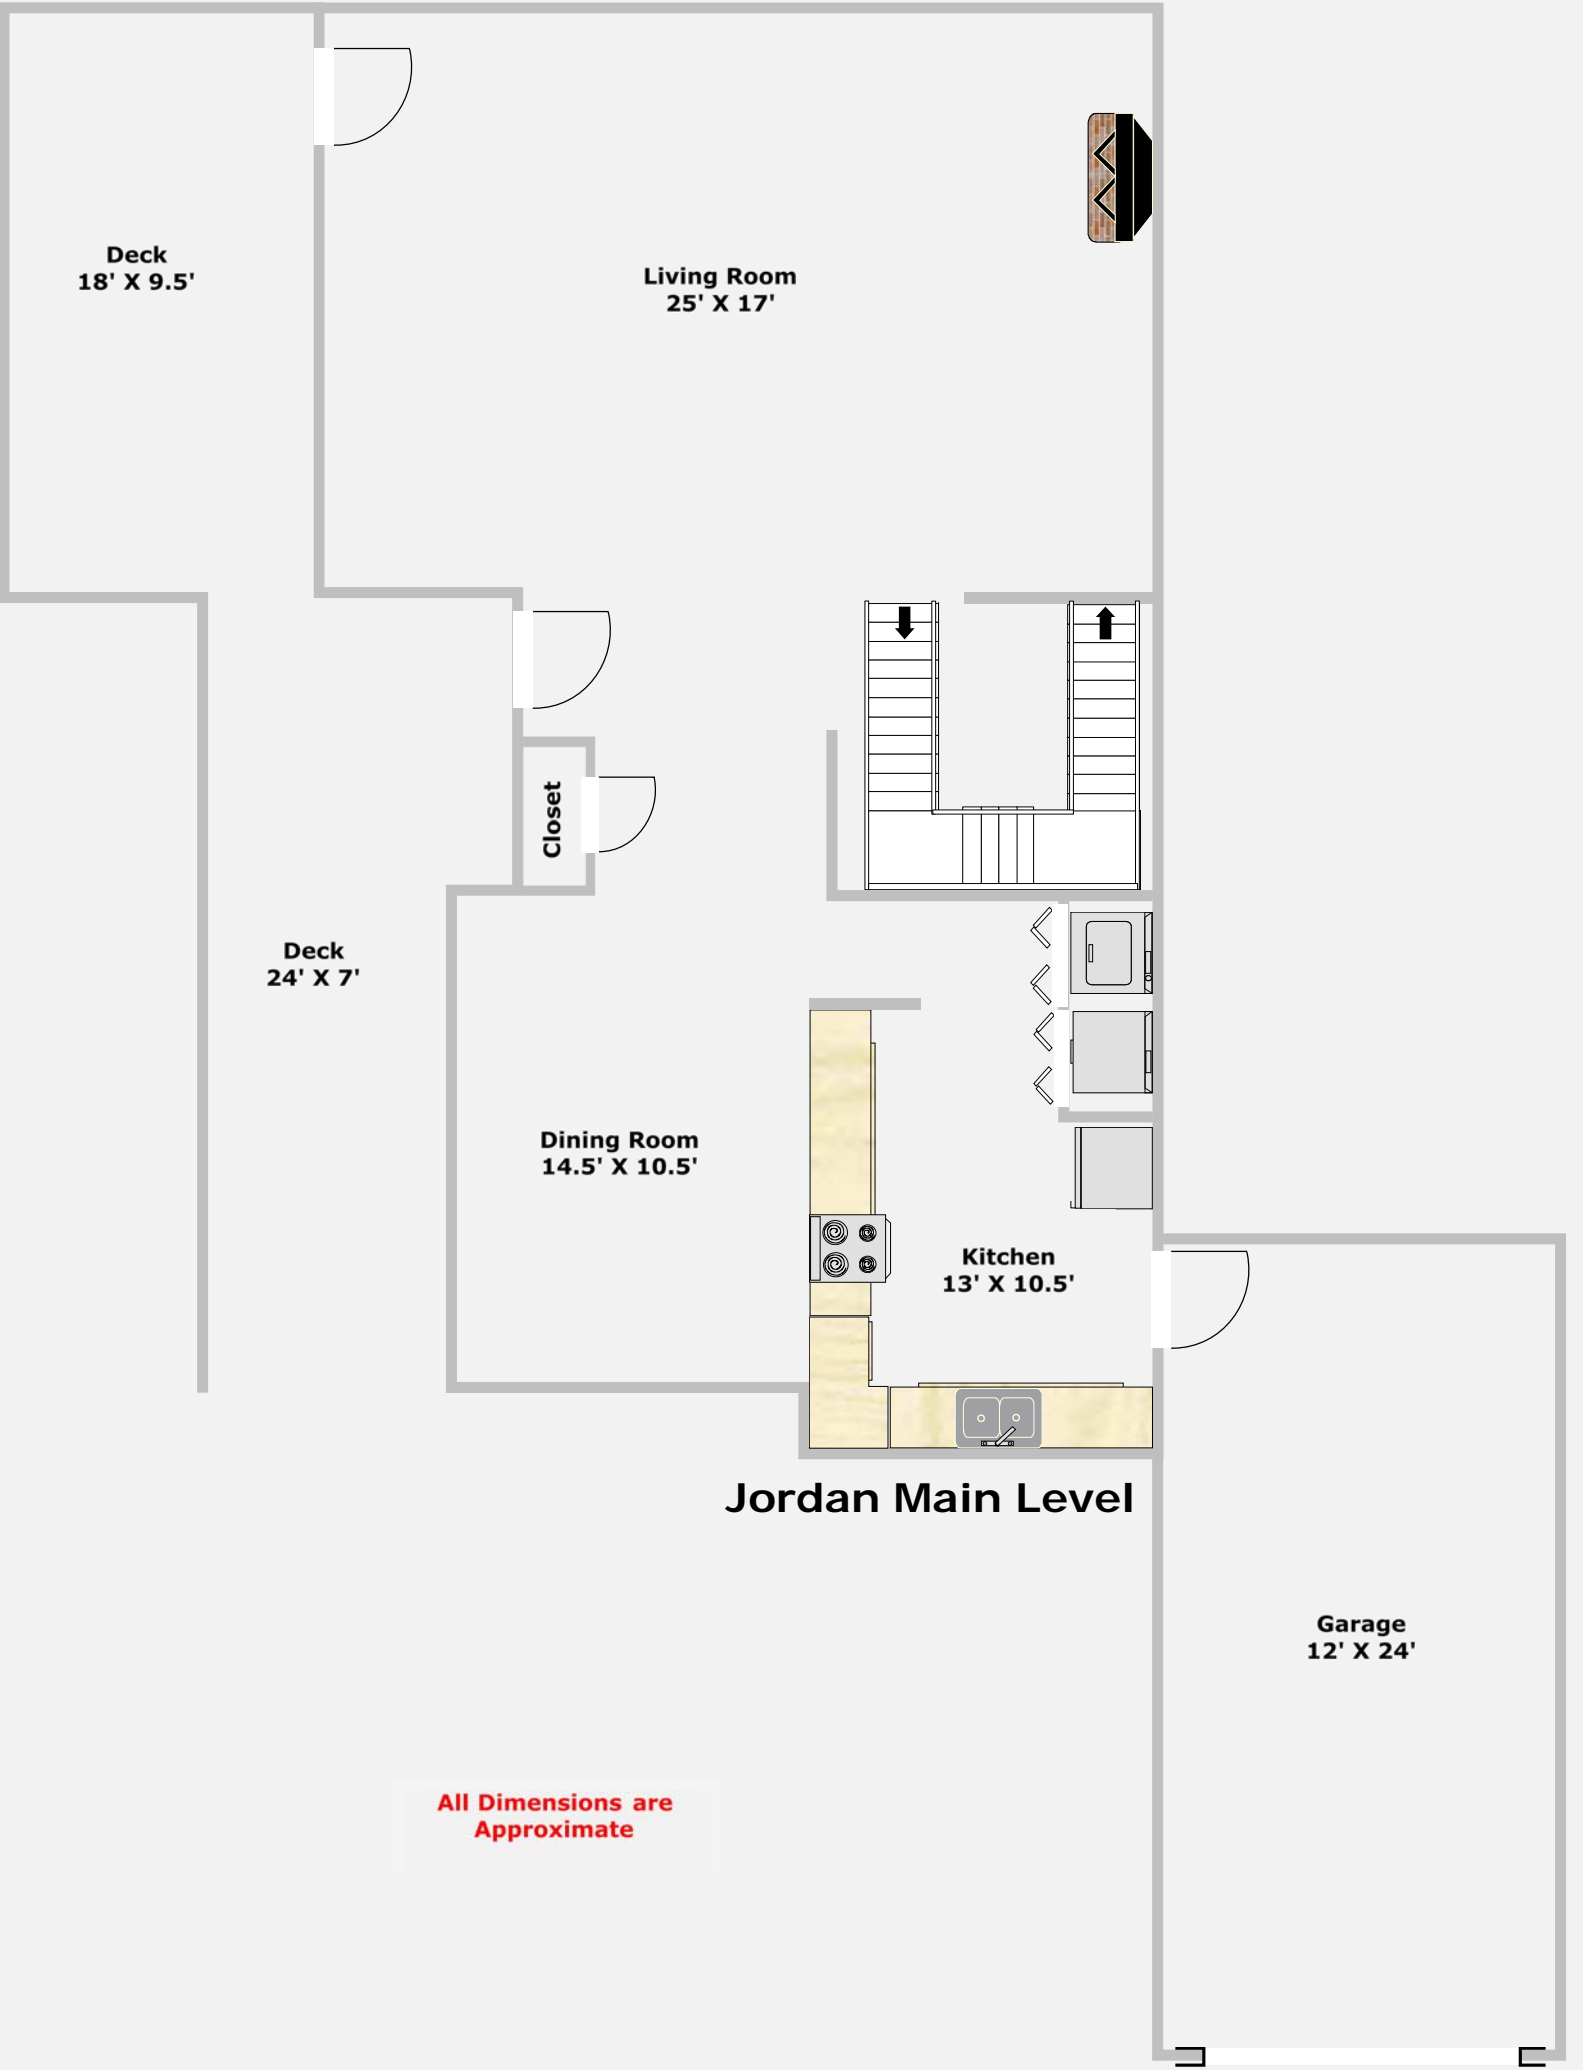 Deck
18' X 9.5'
Living Room
25' X 17'
Closet
Deck
24' X 7'
Dining Room
14.5' X 10.5'
Kitchen
13' X 10.5'
Jordan Main Level
Garage
12' X 24'
All Dimensions are
Approximate